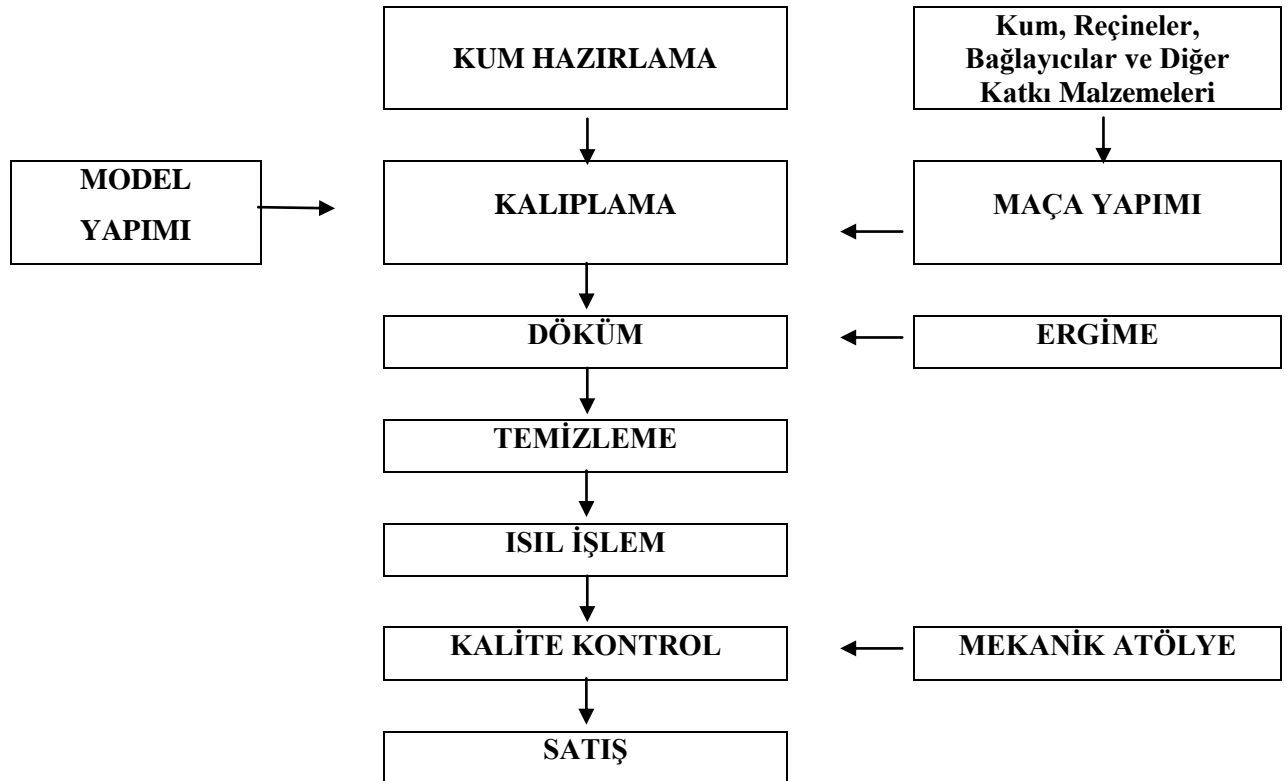 KUM HAZIRLAMA
Kum, Reçineler,
Bağlayıcılar ve Diğer
Katkı Malzemeleri
MODEL
YAPIMI
KALIPLAMA
MAÇA YAPIMI
DÖKÜM
ERGİME
TEMİZLEME
ISIL İŞLEM
KALİTE KONTROL
MEKANİK ATÖLYE
SATIŞ